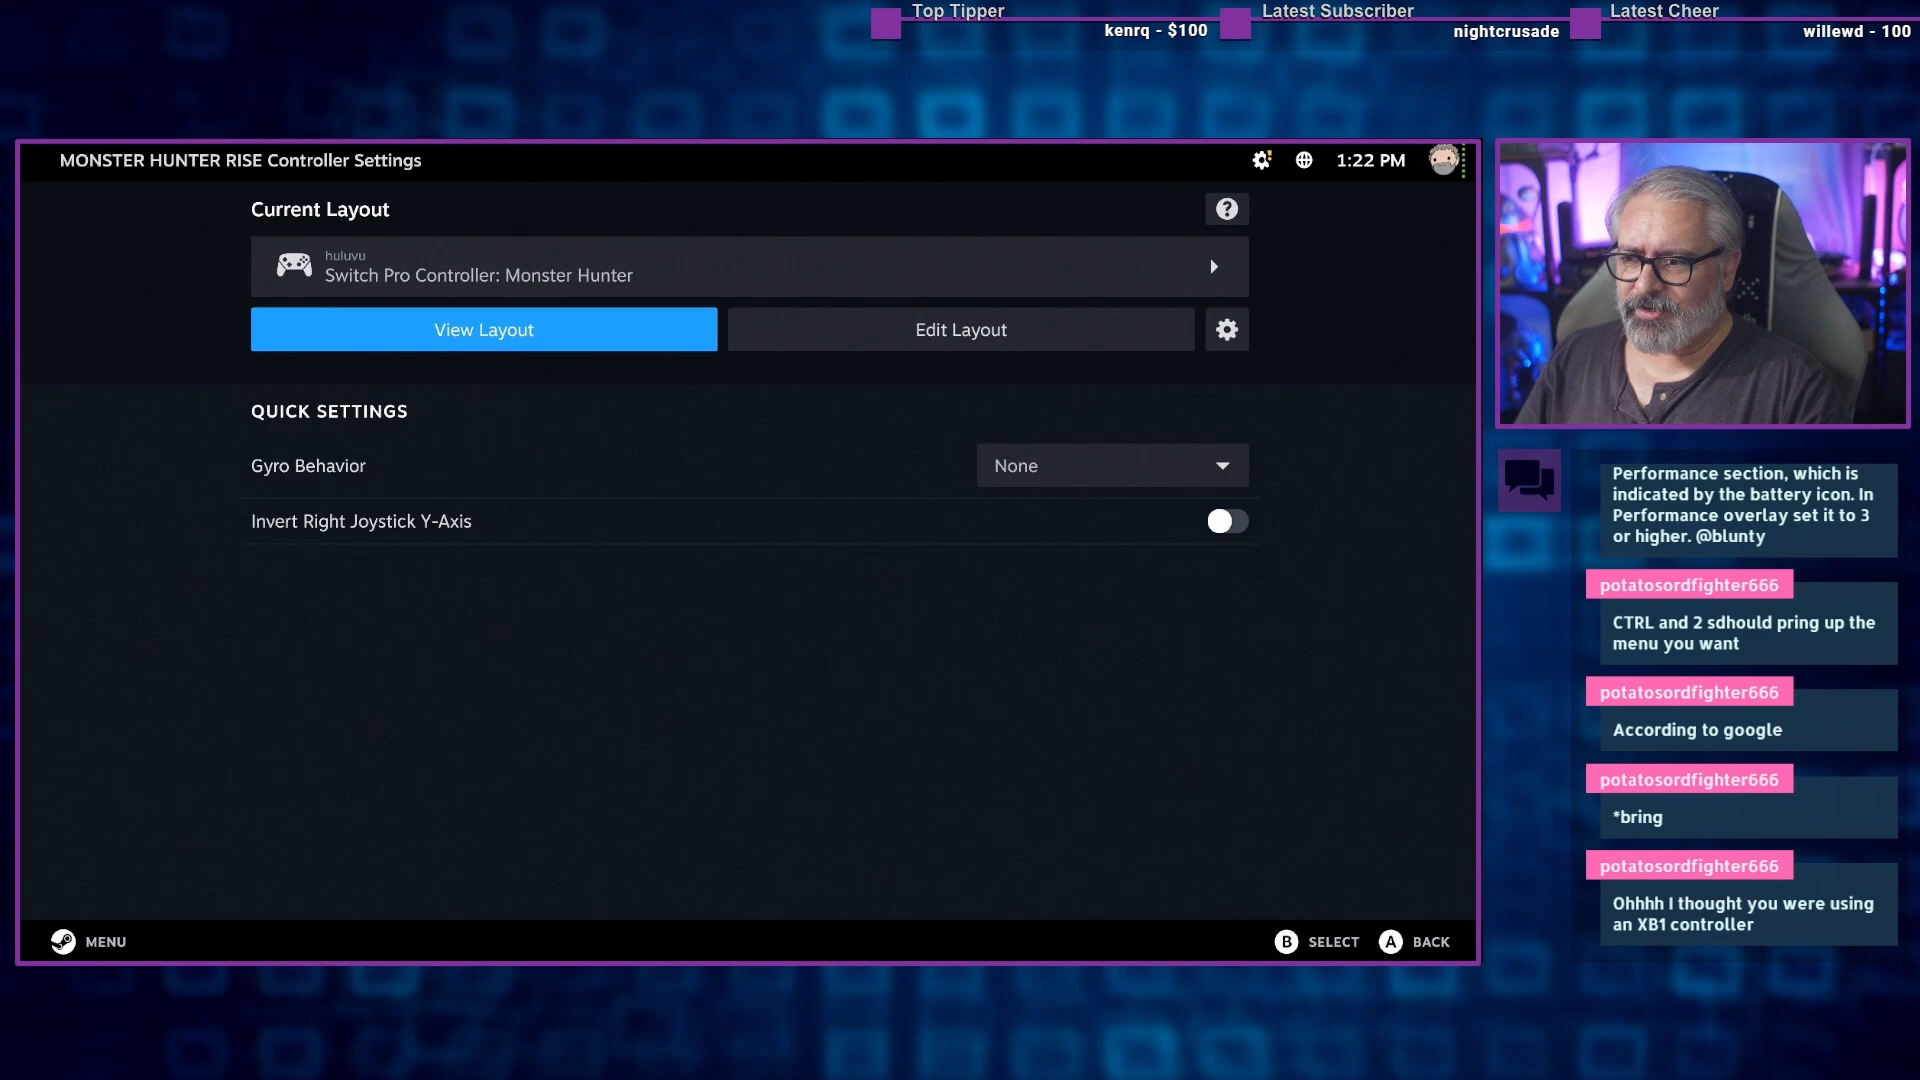 Top Tipper
kenrq - $100
Latest Subscriber
nightcrusade
Latest Cheer
willewd - 100
MONSTER HUNTER RISE Controller Settings
1:22 PM
Current Layout
?
huluvu
Switch Pro Controller: Monster Hunter
View Layout
Edit Layout
QUICK SETTINGS
Gyro Behavior
None
Invert Right Joystick Y-Axis
MENU
B SELECT
A BACK
Performance section, which is
indicated by the battery icon. In
Performance overlay set it to 3
or higher. @blunty
potatosordfighter666
CTRL and 2 sdhould pring up the
menu you want
potatosordfighter666
According to google
potatosordfighter666
*bring
potatosordfighter666
Ohhhh I thought you were using
an XB1 controller